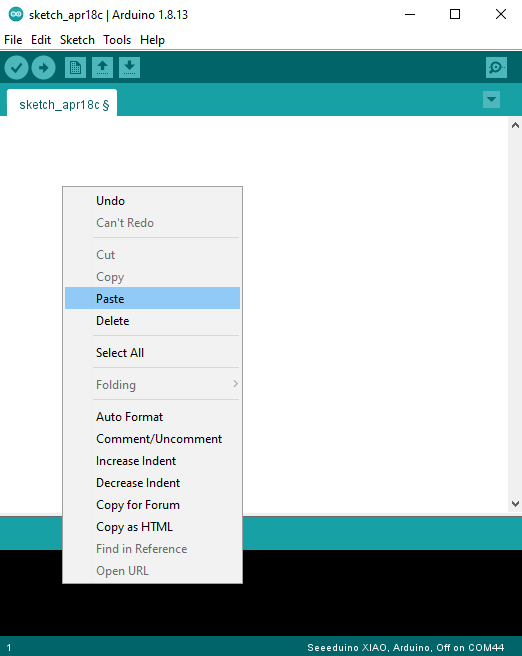 sketch_apr18c | Arduino 1.8.13
File Edit Sketch Tools Help
sketch_apr18c §
Undo
Can't Redo
Cut
Copy
Paste
Delete
Select All
Folding
Auto Format
Comment/Uncomment
Increase Indent
Decrease Indent
Copy for Forum
Copy as HTML
Find in Reference
Open URL
1 Seeeduino XIAO, Arduino, Off on COM44